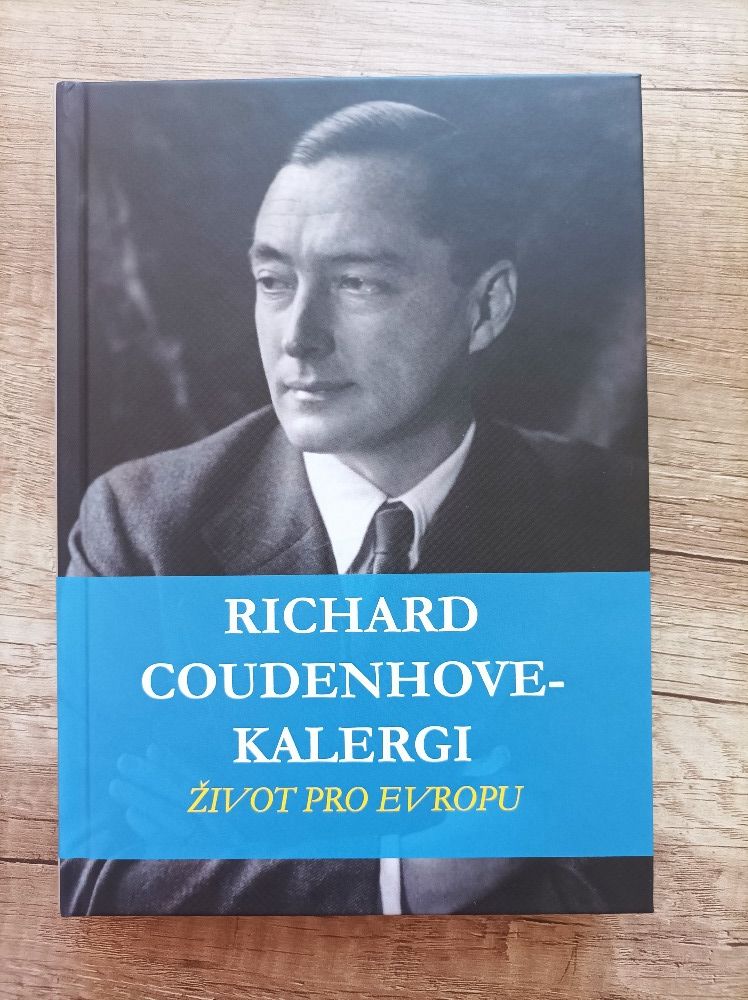 RICHARD
COUDENHOVE-
KALERGI
ŽIVOT PRO EVROPU